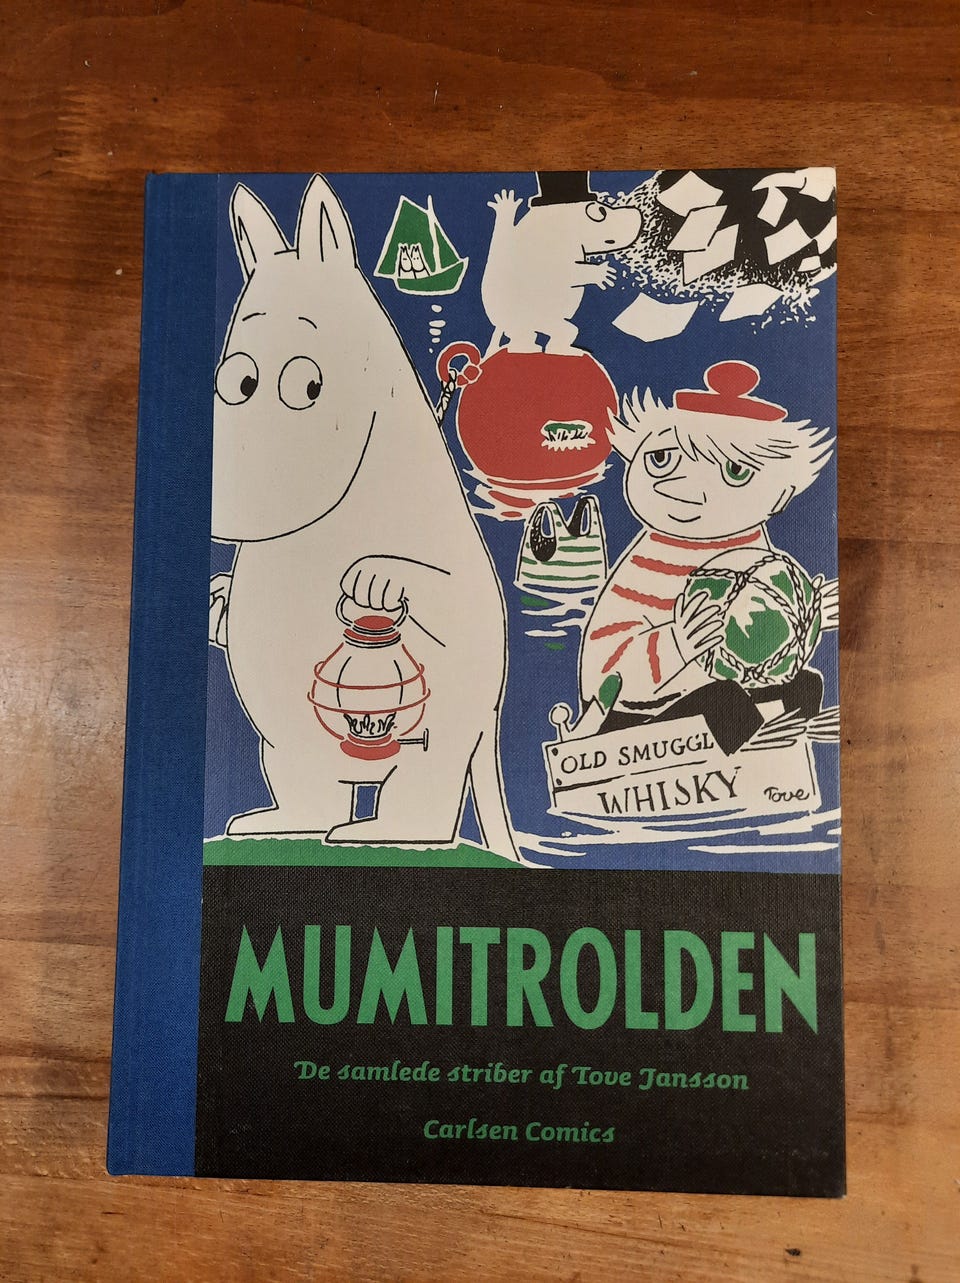 OLD SMUGGL
WHISKY
Tove
MUMITROLDEN
De samlede striber af Tove Jansson
Carlsen Comics